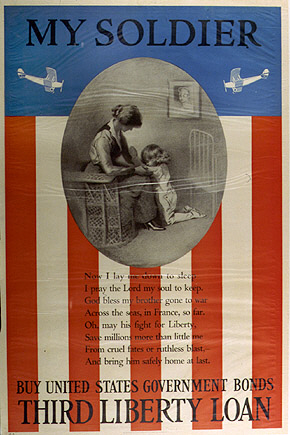 MY SOLDIER
Now I lay me down to sleep
I pray the Lord my soul to keep.
God bless my brother gone to war
Across the seas, in France, so far.
Oh, may his fight for Liberty,
Save millions more than little me
From cruel fates or ruthless blast,
And bring him safely home at last.
BUY UNITED STATES GOVERNMENT BONDS
THIRD LIBERTY LOAN